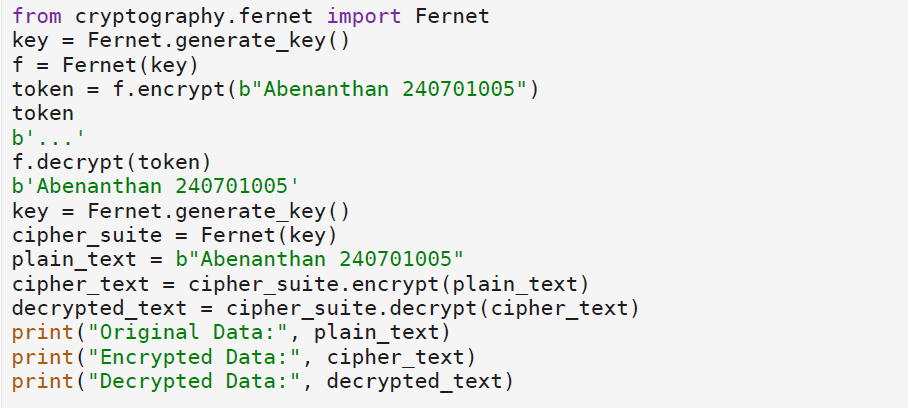 from cryptography.fernet import Fernet
key = Fernet.generate_key()
f = Fernet(key)
token = f.encrypt(b"Abenanthan 240701005")
token
b'...'
f.decrypt(token)
b'Abenanthan 240701005'
key = Fernet.generate_key()
cipher_suite = Fernet(key)
plain_text = b"Abenanthan 240701005"
cipher_text = cipher_suite.encrypt(plain_text)
decrypted_text = cipher_suite.decrypt(cipher_text)
print("Original Data:", plain_text)
print("Encrypted Data:", cipher_text)
print("Decrypted Data:", decrypted_text)